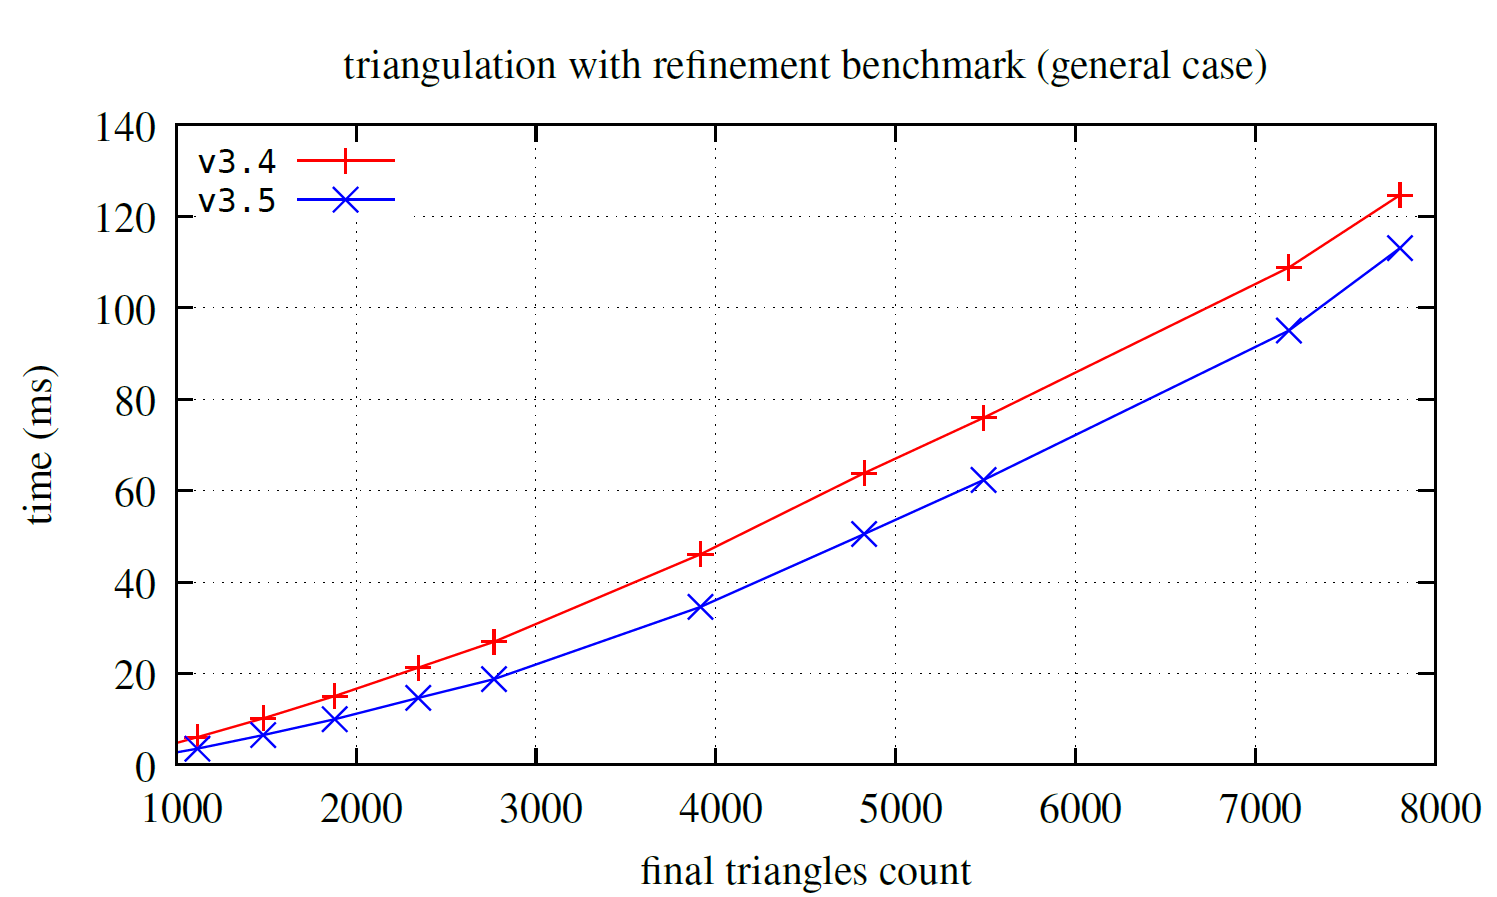 triangulation with refinement benchmark (general case)
140
v3.4
v3.5
120
100
80
60
40
20
0
time (ms)
1000 2000 3000 4000 5000 6000 7000 8000
final triangles count